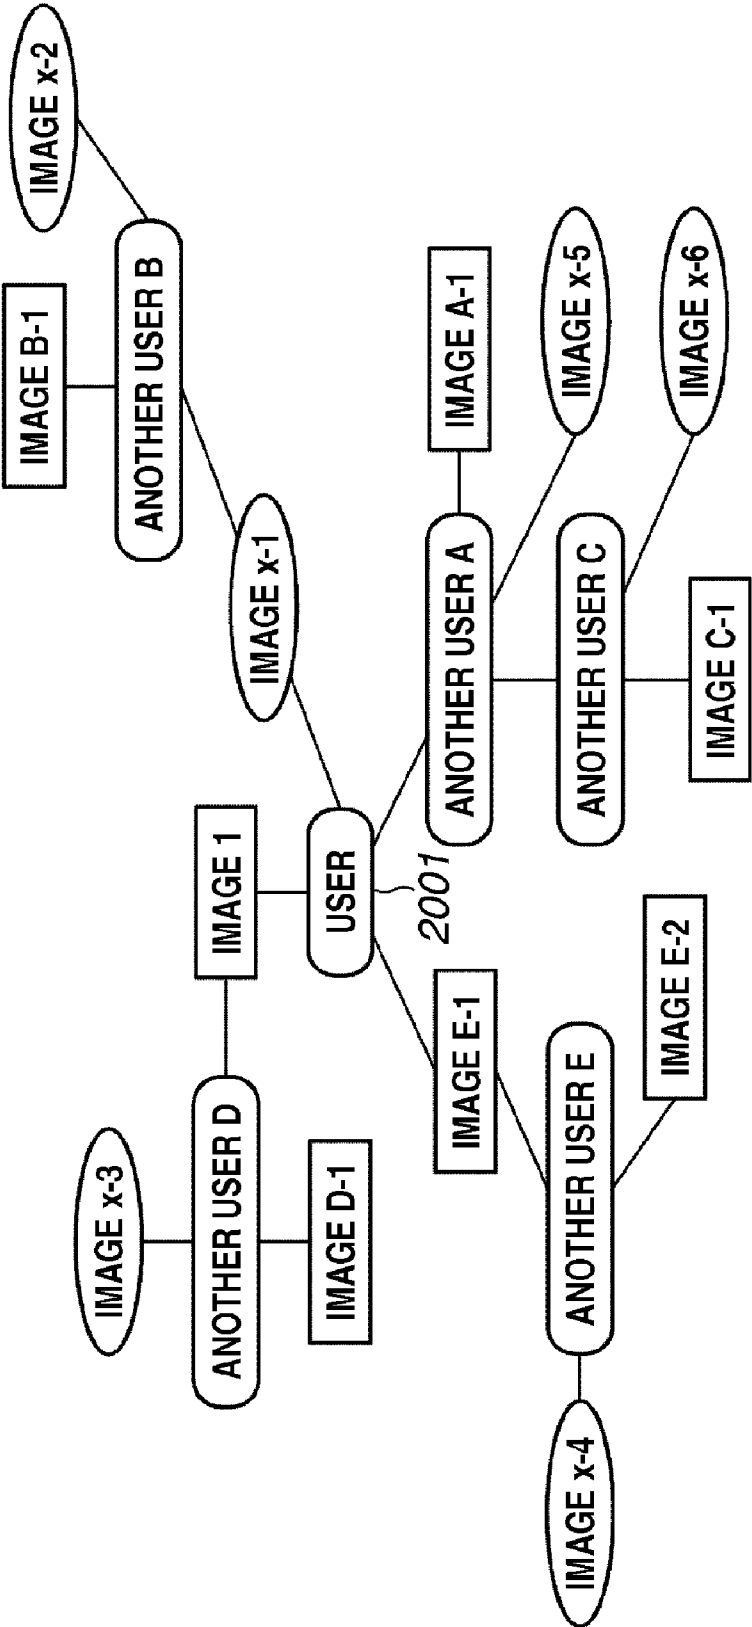 IMAGE B-1
IMAGE x-2
IMAGE x-3
ANOTHER USER B
ANOTHER USER D
IMAGE 1
IMAGE x-1
IMAGE D-1
USER
2001
IMAGE E-1
ANOTHER USER A
IMAGE A-1
IMAGE x-4
ANOTHER USER E
ANOTHER USER C
IMAGE x-5
IMAGE E-2
IMAGE C-1
IMAGE x-6